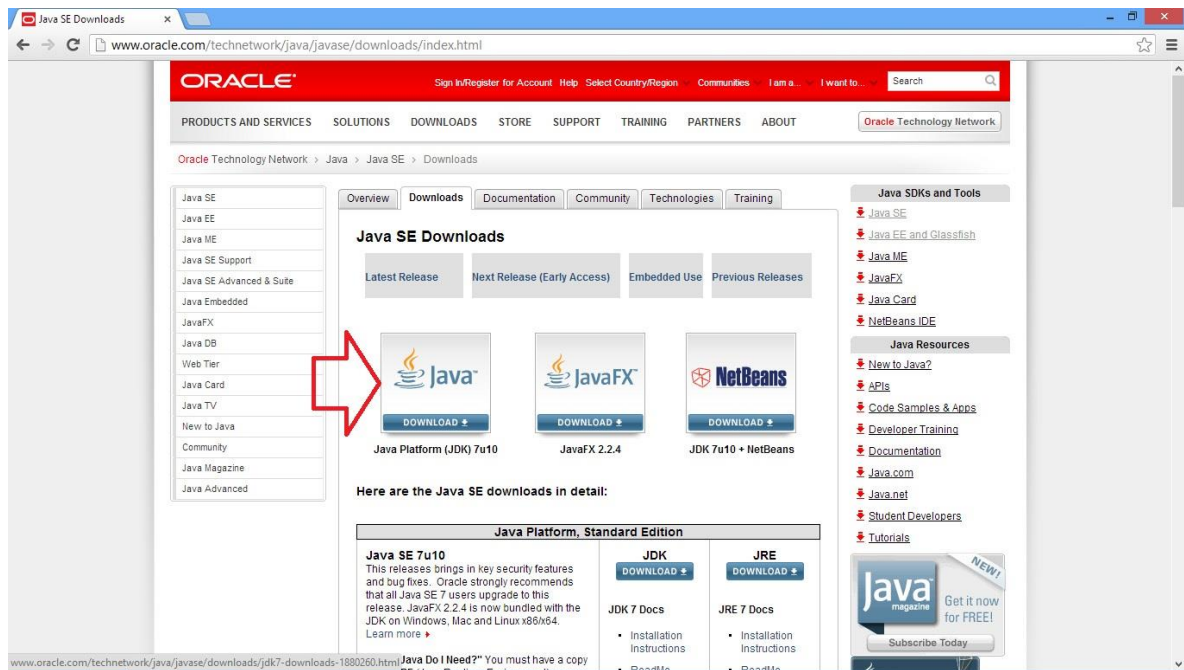 Java SE Downloads
www.oracle.com/technetwork/java/javase/downloads/index.html
ORACLE
Sign In/Register for Account Help Select Country/Region Communities I am a... I want to... Search
PRODUCTS AND SERVICES SOLUTIONS DOWNLOADS STORE SUPPORT TRAINING PARTNERS ABOUT
Oracle Technology Network
Oracle Technology Network > Java > Java SE > Downloads
Java SE
Java EE
Java ME
Java SE Support
Java SE Advanced & Suite
Java Embedded
JavaFX
Java DB
Web Tier
Java Card
Java TV
New to Java
Community
Java Magazine
Java Advanced
Overview Downloads Documentation Community Technologies Training
Java SE Downloads
Latest Release Next Release (Early Access) Embedded Use Previous Releases
Java JavaFX NetBeans
DOWNLOAD DOWNLOAD DOWNLOAD
Java Platform (JDK) 7u10 JavaFX 2.2.4 JDK 7u10 + NetBeans
Here are the Java SE downloads in detail:
Java Platform, Standard Edition
Java SE 7u10
This releases brings in key security features
and bug fixes. Oracle strongly recommends
that all Java SE 7 users upgrade to this
release. JavaFX 2.2.4 is now bundled with the
JDK on Windows, Mac and Linux x86/x64.
Learn more
Java Do I Need?" You must have a copy
JDK
DOWNLOAD
JDK 7 Docs
Installation
Instructions
ReadMe
JRE
DOWNLOAD
JRE 7 Docs
Installation
Instructions
ReadMe
Java SDKs and Tools
Java SE
Java EE and Glassfish
Java ME
JavaFX
Java Card
NetBeans IDE
Java Resources
New to Java?
APIs
Code Samples & Apps
Developer Training
Documentation
Java.com
Java.net
Student Developers
Tutorials
NEW!
Java
magazine
Get it now
for FREE!
Subscribe Today
www.oracle.com/technetwork/java/javase/downloads/jdk7-downloads-1880260.html